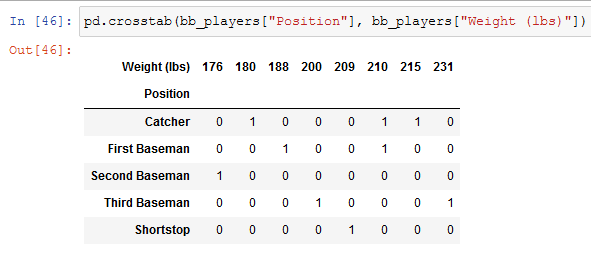 In [46]: pd.crosstab(bb_players["Position"], bb_players["Weight (lbs)"])
Out[46]:
Weight (lbs) 176 180 188 200 209 210 215 231
Position
Catcher 0 1 0 0 0 1 1 0
First Baseman 0 0 1 0 0 1 0 0
Second Baseman 1 0 0 0 0 0 0 0
Third Baseman 0 0 0 1 0 0 0 1
Shortstop 0 0 0 0 1 0 0 0